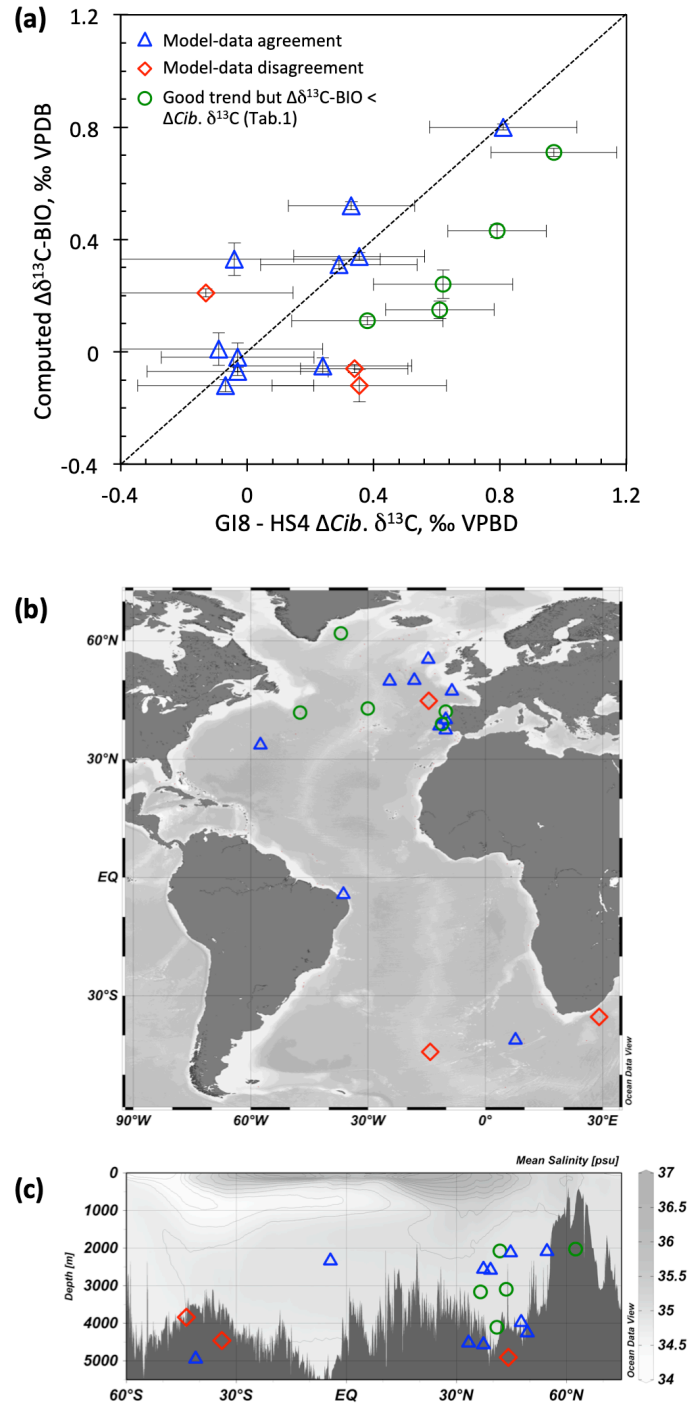 (a)
1.2
Model-data agreement
Model-data disagreement
Good trend but Δδ¹³C-BIO <
ΔCib. δ¹³C (Tab.1)
0.8
0.4
0
-0.4
Computed Δδ¹³C-BIO, ‰ VPDB
-0.4 0 0.4 0.8 1.2
GI8 - HS4 ΔCib. δ¹³C, ‰ VPBD
(b)
60°N
30°N
EQ
30°S
Ocean Data View
90°W 60°W 30°W 0° 30°E
(c)
Mean Salinity [psu]
0
1000
2000
3000
4000
5000
Depth [m]
37
36
35.5
35
34.5
34
Ocean Data View
60°S 30°S EQ 30°N 60°N